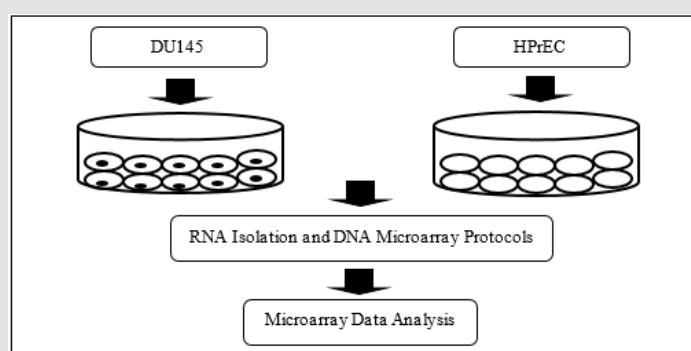 DU145
HPrEC
RNA Isolation and DNA Microarray Protocols
Microarray Data Analysis